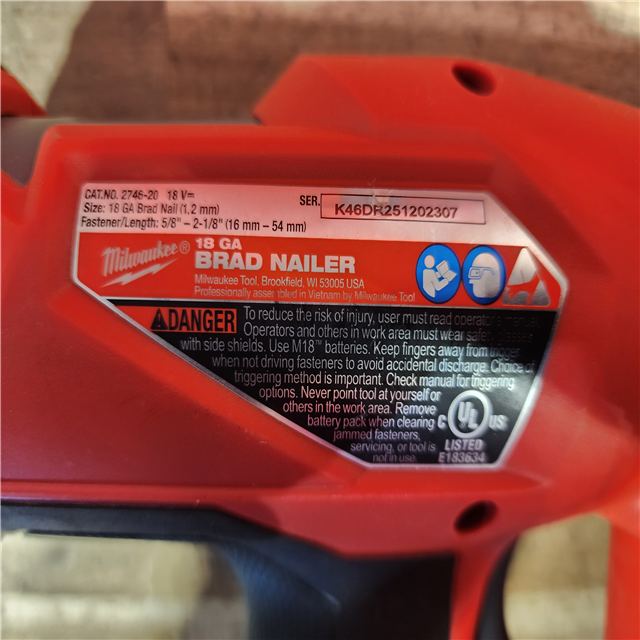 CAT.NO. 2746-20 18 V⎓
Size: 18 GA Brad Nail (1,2 mm)
Fastener/Length: 5/8" – 2-1/8" (16 mm – 54 mm)
SER. K46DR251202307
Milwaukee®
18 GA
BRAD NAILER
Milwaukee Tool, Brookfield, WI 53005 USA
Professionally assembled in Vietnam by Milwaukee Tool
DANGER To reduce the risk of injury, user must read operator's
Operators and others in work area must wear safety
with side shields. Use M18™ batteries. Keep fingers away from trigger
when not driving fasteners to avoid accidental discharge. Choice of
triggering method is important. Check manual for triggering
options. Never point tool at yourself or
others in the work area. Remove
battery pack when clearing
jammed fasteners,
servicing, or tool is
not in use.
C UL US
LISTED
E183634